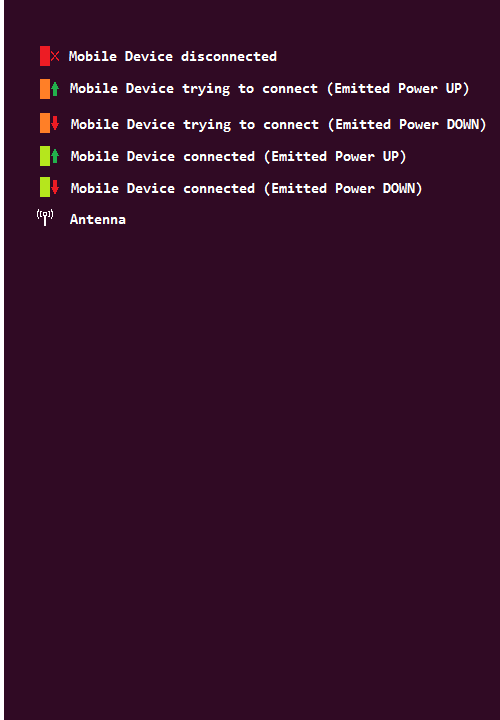 Mobile Device disconnected
Mobile Device trying to connect (Emitted Power UP)
Mobile Device trying to connect (Emitted Power DOWN)
Mobile Device connected (Emitted Power UP)
Mobile Device connected (Emitted Power DOWN)
Antenna